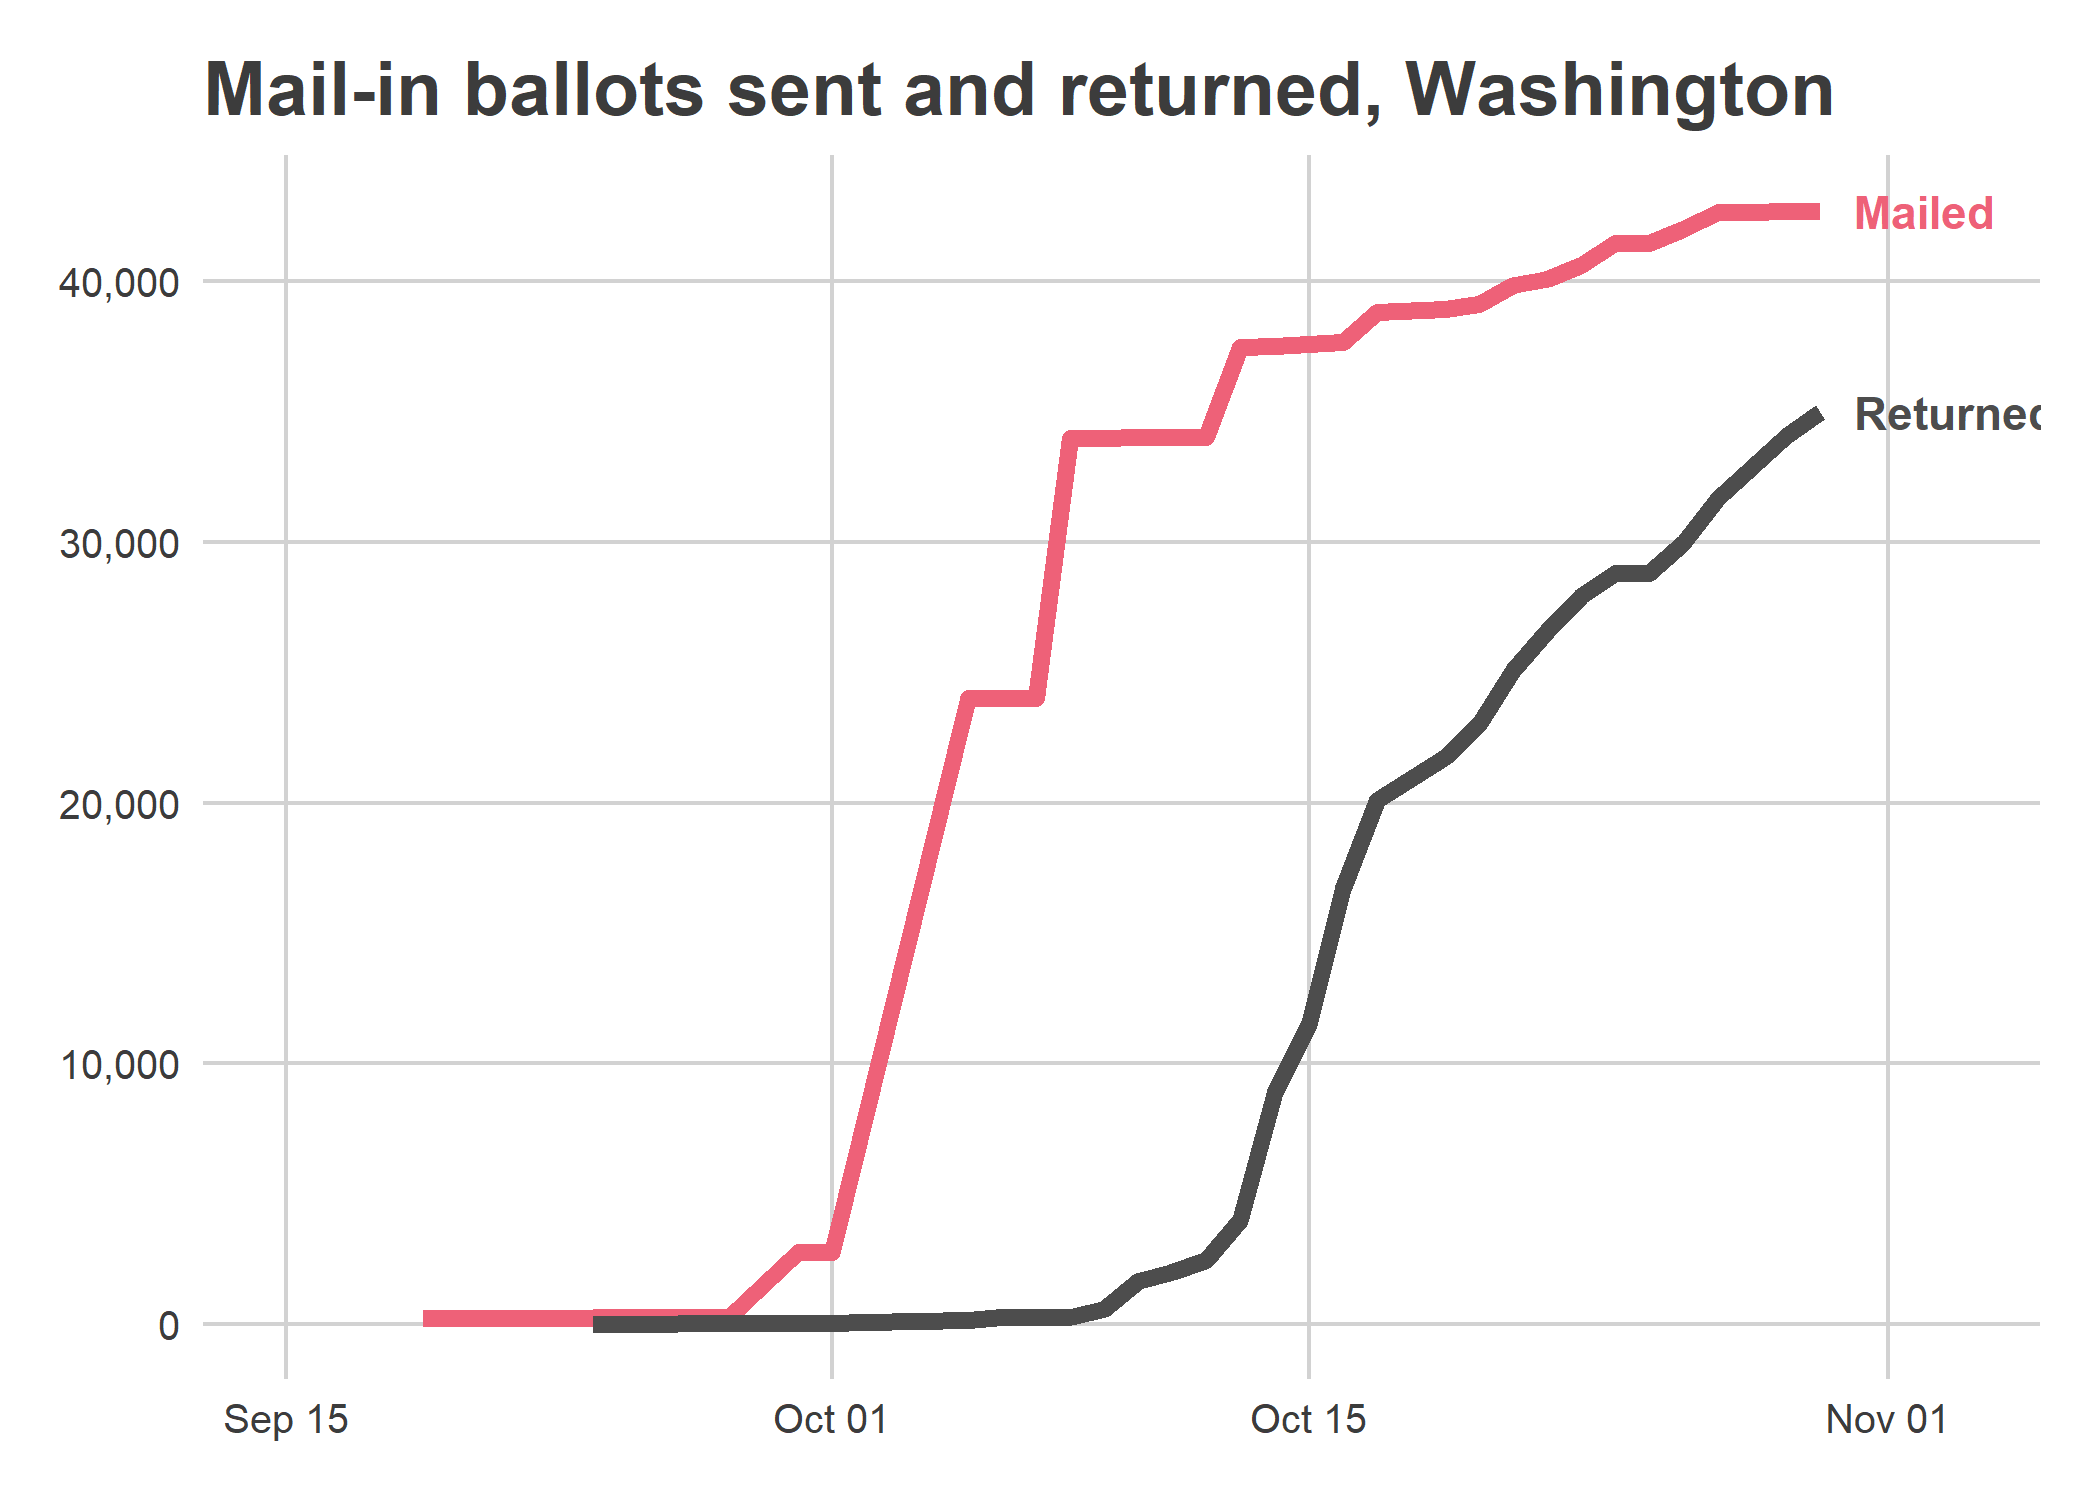 Mail-in ballots sent and returned, Washington
Mailed
40,000
Returned
30,000
20,000
10,000
0
Sep 15 Oct 01 Oct 15 Nov 01